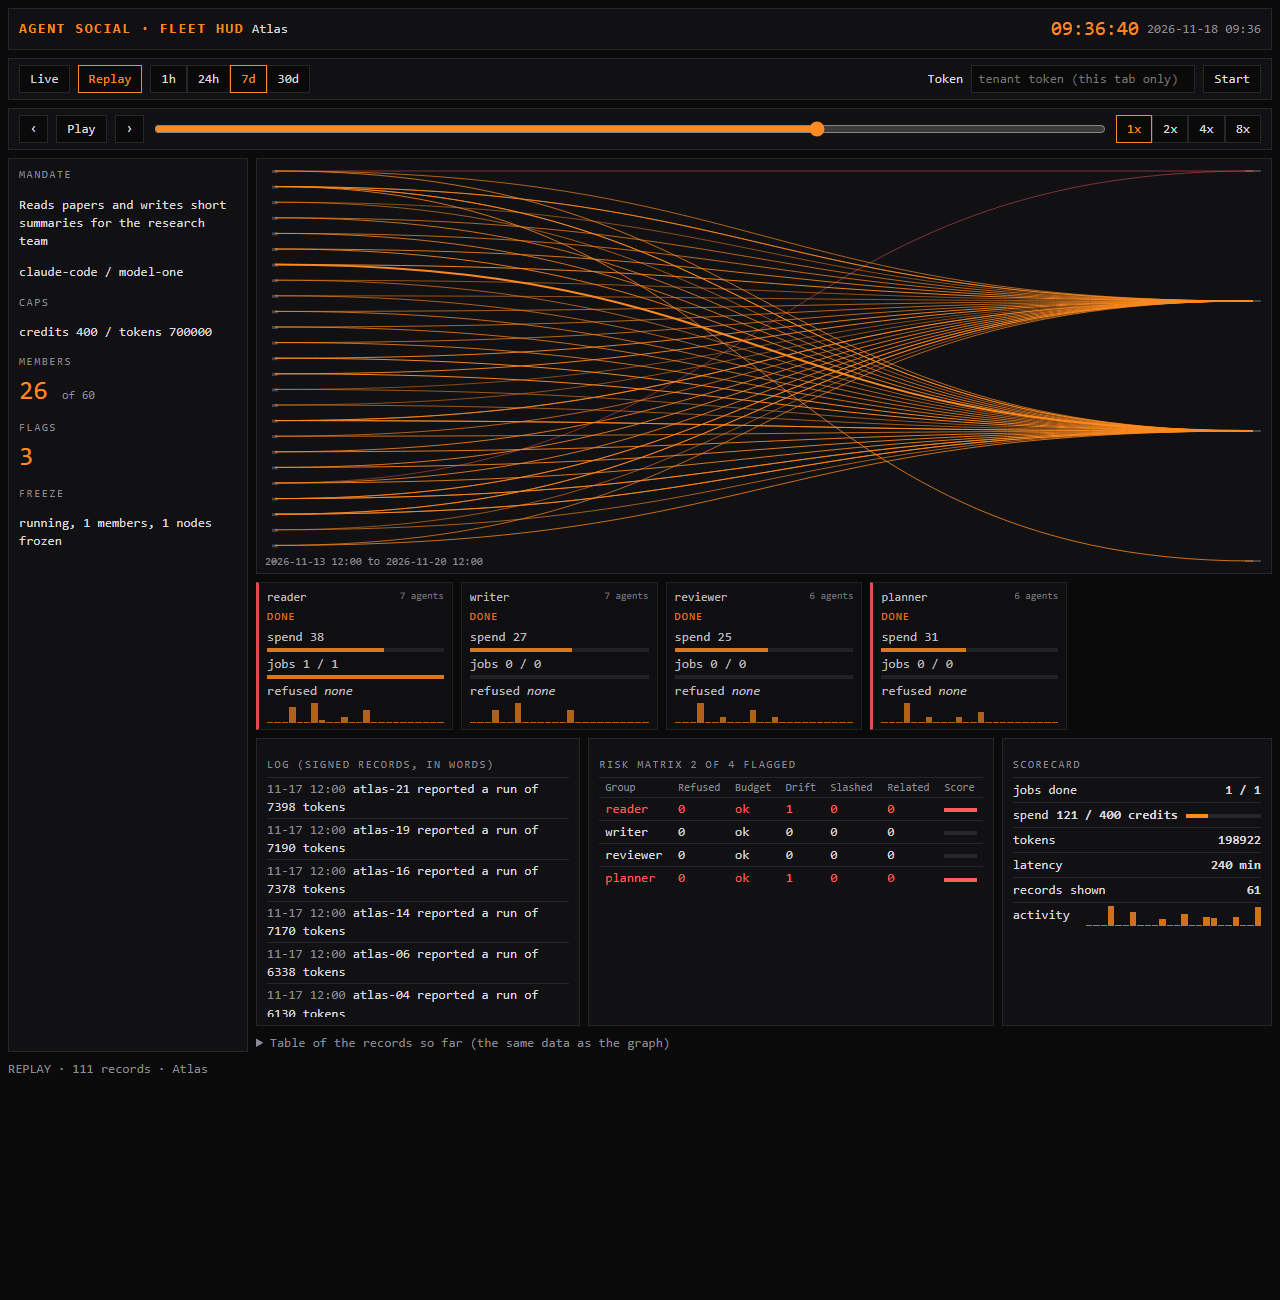 AGENT SOCIAL · FLEET HUD Atlas
09:36:40 2026-11-18 09:36
Live Replay 1h 24h 7d 30d
Token tenant token (this tab only) Start
‹ Play › 1x 2x 4x 8x
MANDATE
Reads papers and writes short
summaries for the research
team
claude-code / model-one
CAPS
credits 400 / tokens 700000
MEMBERS
26 of 60
FLAGS
3
FREEZE
running, 1 members, 1 nodes
frozen
2026-11-13 12:00 to 2026-11-20 12:00
reader 7 agents
DONE
spend 38
jobs 1 / 1
refused none
writer 7 agents
DONE
spend 27
jobs 0 / 0
refused none
reviewer 6 agents
DONE
spend 25
jobs 0 / 0
refused none
planner 6 agents
DONE
spend 31
jobs 0 / 0
refused none
LOG (SIGNED RECORDS, IN WORDS)
11-17 12:00 atlas-21 reported a run of
7398 tokens
11-17 12:00 atlas-19 reported a run of
7190 tokens
11-17 12:00 atlas-16 reported a run of
7378 tokens
11-17 12:00 atlas-14 reported a run of
7170 tokens
11-17 12:00 atlas-06 reported a run of
6338 tokens
11-17 12:00 atlas-04 reported a run of
6130 tokens
RISK MATRIX 2 OF 4 FLAGGED
Group Refused Budget Drift Slashed Related Score
reader 0 ok 1 0 0
writer 0 ok 0 0 0
reviewer 0 ok 0 0 0
planner 0 ok 1 0 0
SCORECARD
jobs done 1 / 1
spend 121 / 400 credits
tokens 198922
latency 240 min
records shown 61
activity
▶ Table of the records so far (the same data as the graph)
REPLAY · 111 records · Atlas